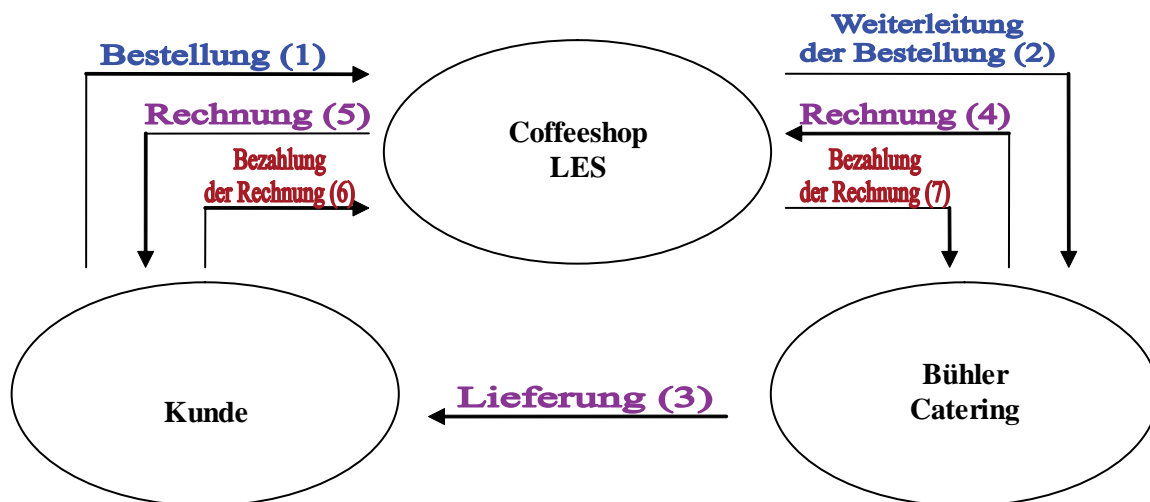 Bestellung (1)
Weiterleitung
der Bestellung (2)
Rechnung (5)
Rechnung (4)
Coffeeshop
LES
Bezahlung
der Rechnung (6)
Bezahlung
der Rechnung (7)
Kunde
Lieferung (3)
Bühler
Catering